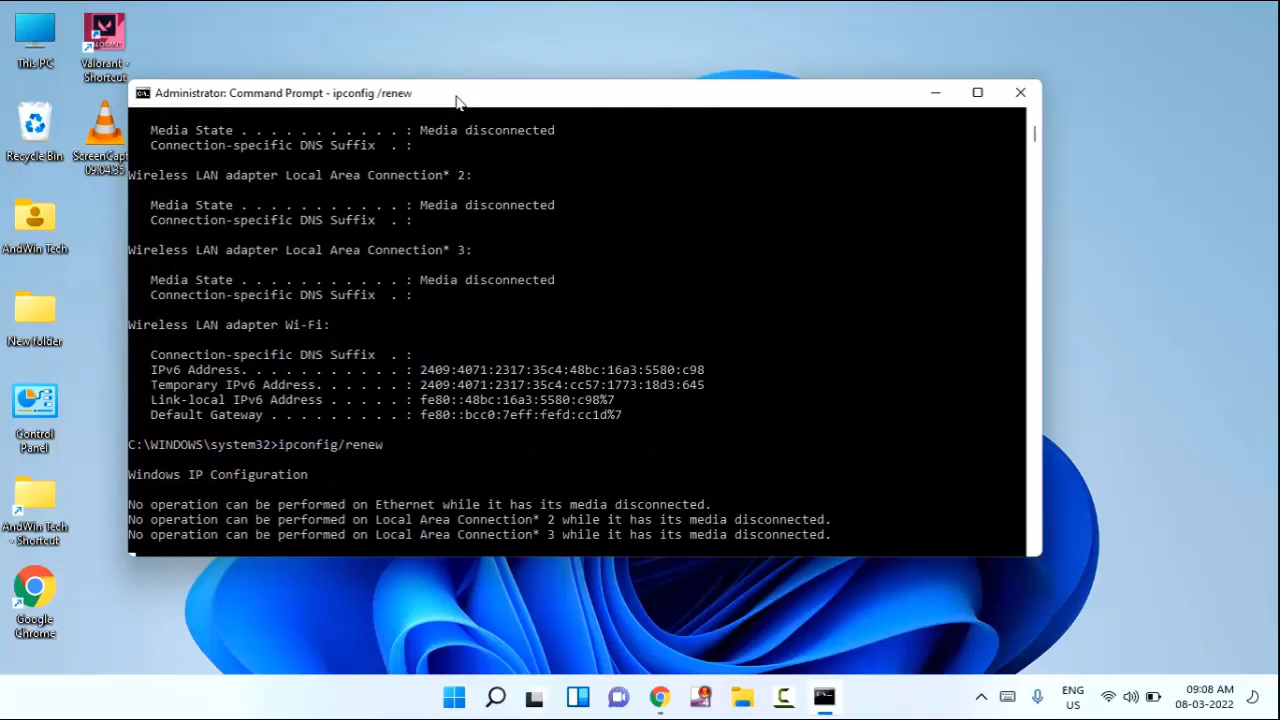 This PC
Valorant -
Shortcut
Recycle Bin
ScreenCapt
09.04.35
AndWin Tech
New folder
Control
Panel
AndWin Tech
- Shortcut
Google
Chrome
Administrator: Command Prompt - ipconfig /renew
Media State . . . . . . . . . . . : Media disconnected
Connection-specific DNS Suffix  . :
Wireless LAN adapter Local Area Connection* 2:
Media State . . . . . . . . . . . : Media disconnected
Connection-specific DNS Suffix  . :
Wireless LAN adapter Local Area Connection* 3:
Media State . . . . . . . . . . . : Media disconnected
Connection-specific DNS Suffix  . :
Wireless LAN adapter Wi-Fi:
Connection-specific DNS Suffix  . :
IPv6 Address. . . . . . . . . . . : 2409:4071:2317:35c4:48bc:16a3:5580:c98
Temporary IPv6 Address. . . . . . : 2409:4071:2317:35c4:cc57:1773:18d3:645
Link-local IPv6 Address . . . . . : fe80::48bc:16a3:5580:c98%7
Default Gateway . . . . . . . . . : fe80::bcc0:7eff:fefd:cc1d%7
C:\WINDOWS\system32>ipconfig/renew
Windows IP Configuration
No operation can be performed on Ethernet while it has its media disconnected.
No operation can be performed on Local Area Connection* 2 while it has its media disconnected.
No operation can be performed on Local Area Connection* 3 while it has its media disconnected.
ENG
US
09:08 AM
08-03-2022